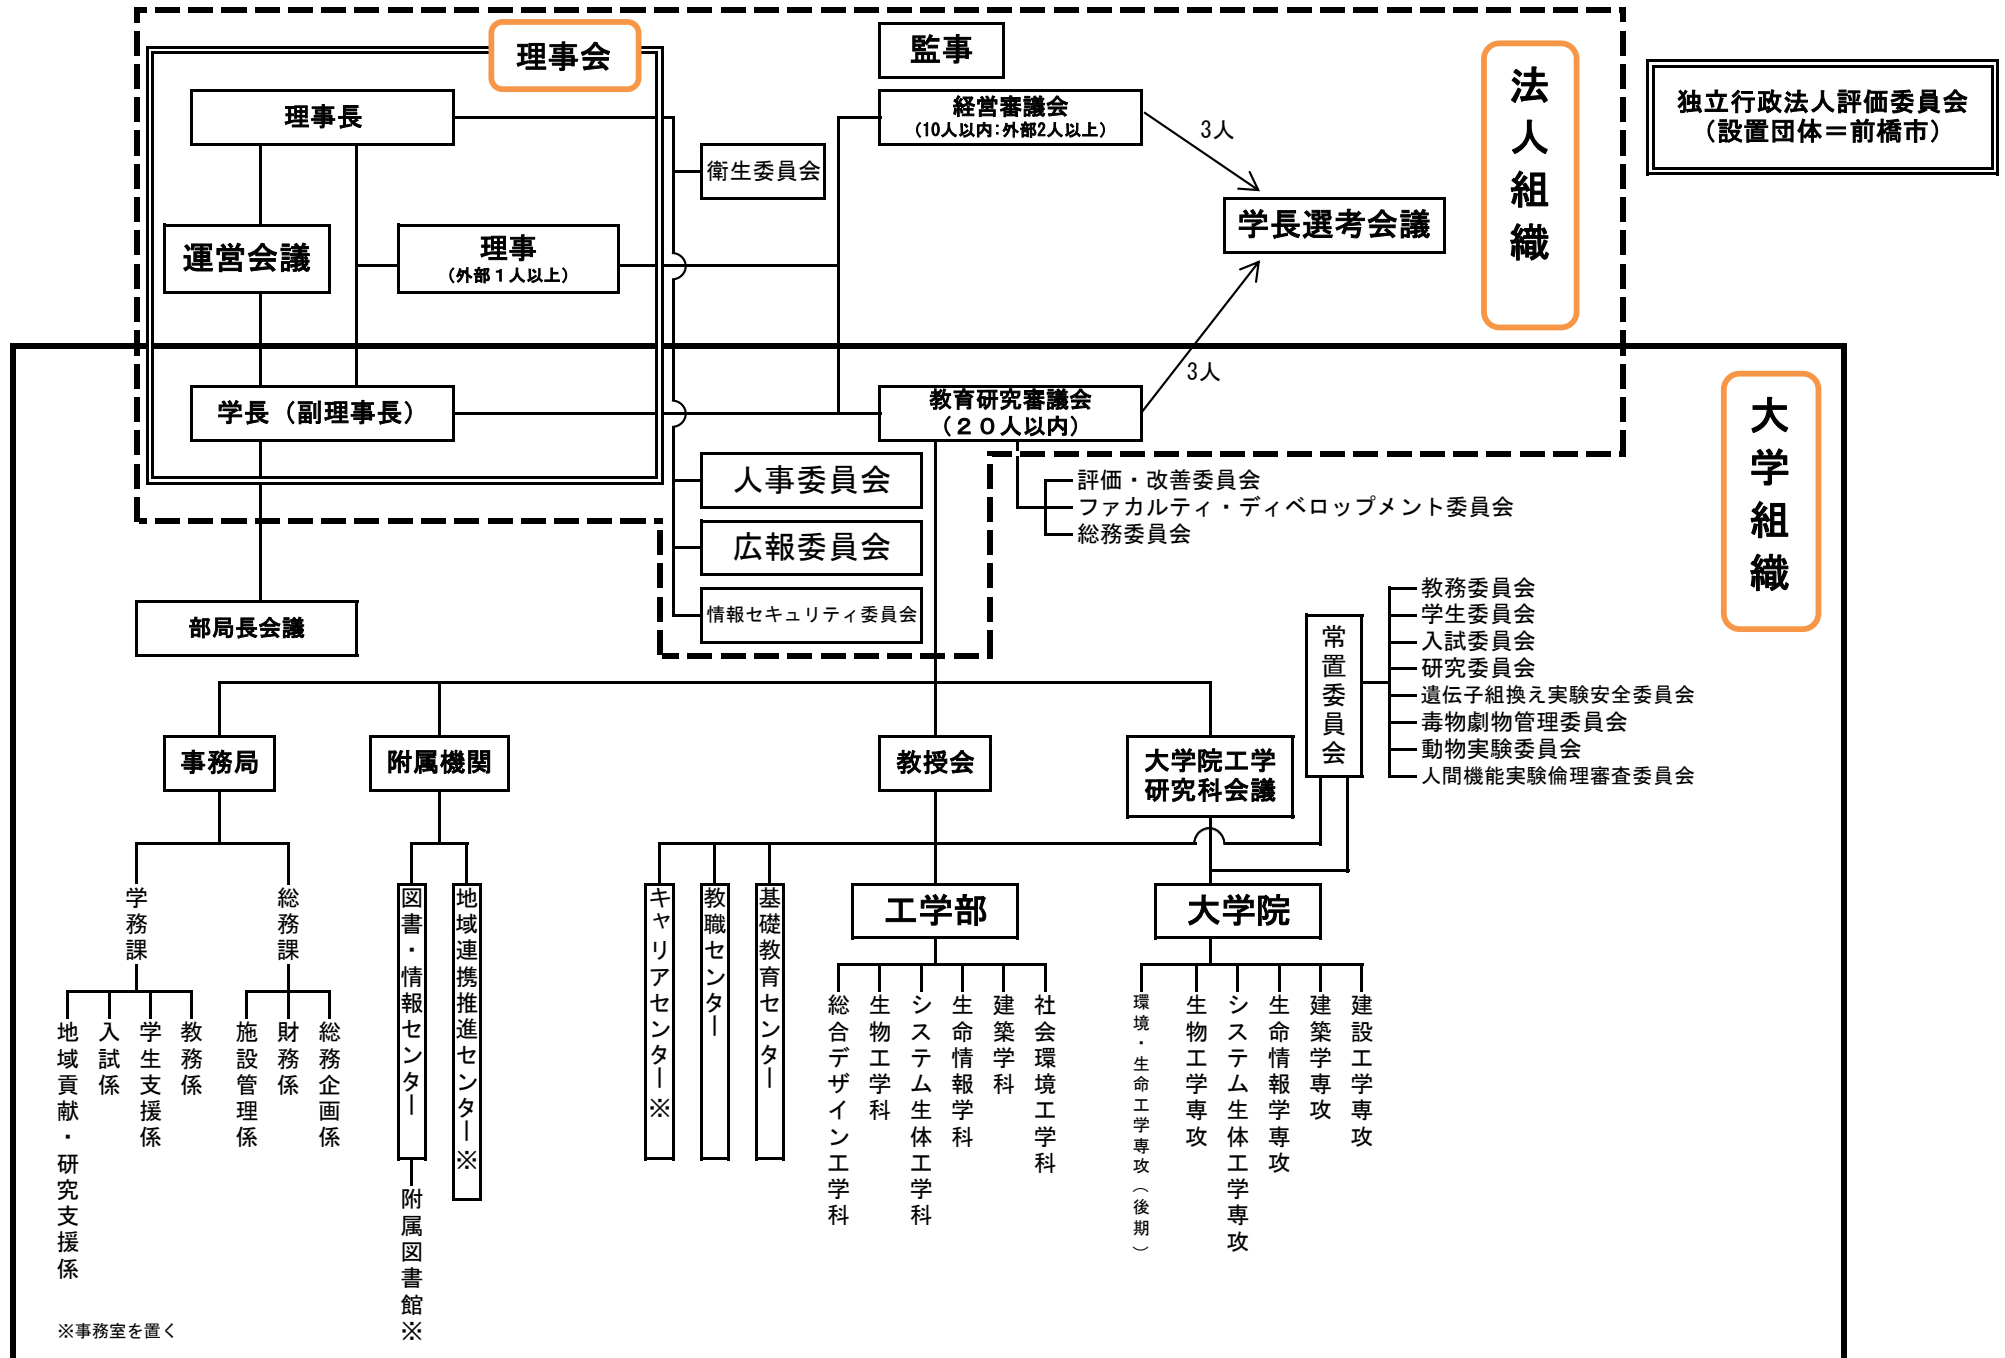 理事会
監事
法人組織
独立行政法人評価委員会
（設置団体＝前橋市）
理事長
経営審議会
（10人以内：外部2人以上）
3人
衛生委員会
学長選考会議
運営会議
理事
（外部１人以上）
3人
学長（副理事長）
教育研究審議会
（２０人以内）
大学組織
人事委員会
評価・改善委員会
ファカルティ・ディベロップメント委員会
総務委員会
広報委員会
情報セキュリティ委員会
部局長会議
常置委員会
教務委員会
学生委員会
入試委員会
研究委員会
遺伝子組換え実験安全委員会
毒物劇物管理委員会
動物実験委員会
人間機能実験倫理審査委員会
事務局
附属機関
教授会
大学院工学
研究科会議
学務課
総務課
図書・情報センター
地域連携推進センター※
キャリアセンター※
教職センター
基礎教育センター
工学部
大学院
地域貢献・研究支援係
入試係
学生支援係
教務係
施設管理係
財務係
総務企画係
附属図書館※
総合デザイン工学科
生物工学科
システム生体工学科
生命情報学科
建築学科
社会環境工学科
環境・生命工学専攻（後期）
生物工学専攻
システム生体工学専攻
生命情報学専攻
建築学専攻
建設工学専攻
※事務室を置く